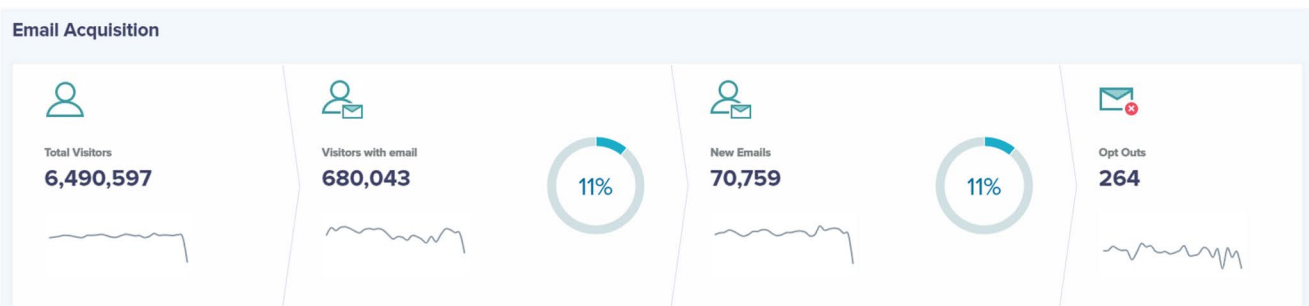 Email Acquisition
Total Visitors
6,490,597
Visitors with email
680,043
11%
New Emails
70,759
11%
Opt Outs
264